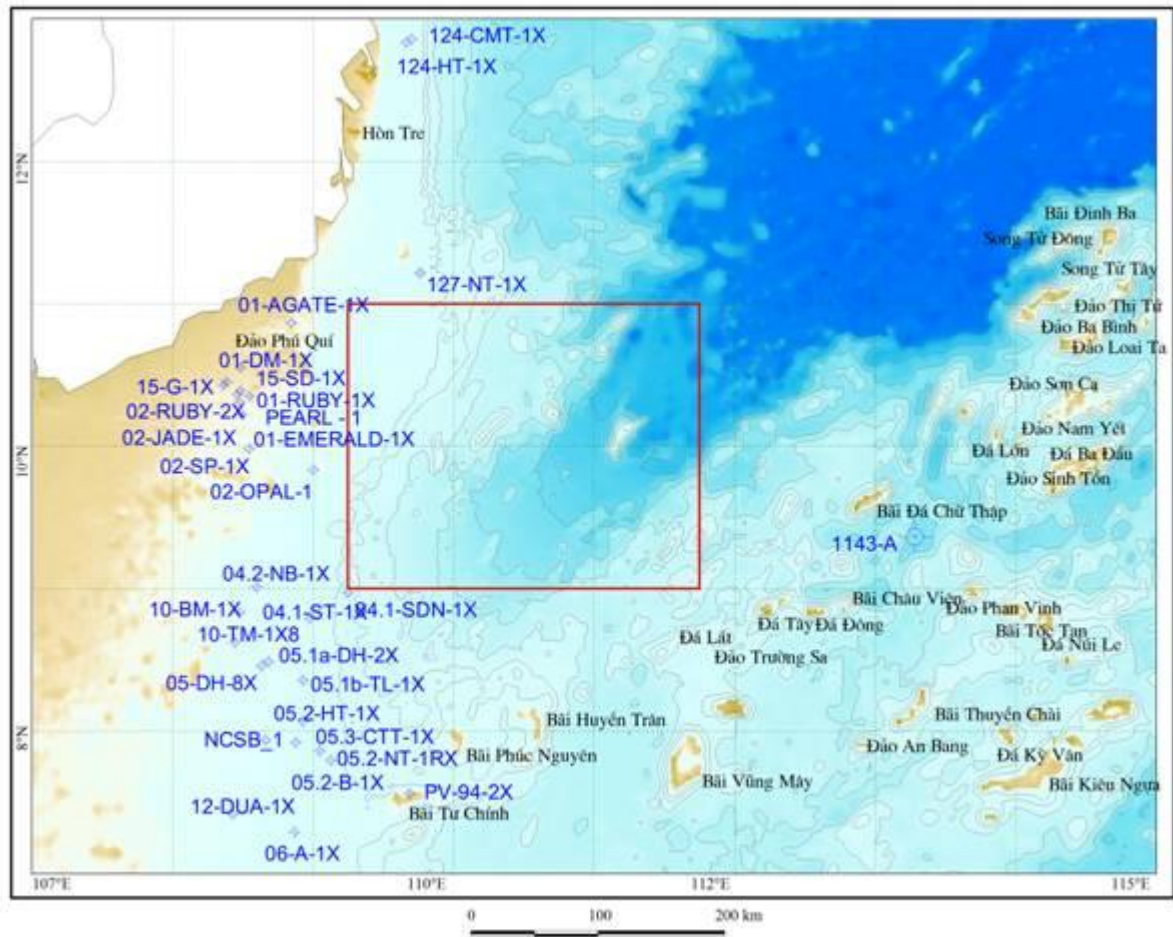 124-CMT-1X
124-HT-1X
Hòn Tre
12°N
Bãi Đinh Ba
Song Tử Đông
Song Tử Tây
127-NT-1X
01-AGATE-1X
Đảo Thị Tứ
Đảo Phú Quí
Đảo Ba Bình
Đảo Loai Ta
01-DM-1X
15-SD-1X
15-G-1X
01-RUBY-1X
Đảo Sơn Ca
02-RUBY-2X
PEARL - 1
Đảo Nam Yết
02-JADE-1X
01-EMERALD-1X
10°N
Đá Lớn
Đá Ba Đầu
02-SP-1X
Đảo Sinh Tồn
02-OPAL-1
Bãi Đá Chữ Thập
1143-A
04.2-NB-1X
Bãi Châu Viên
10-BM-1X
04.1-ST-1X
04.1-SDN-1X
Đảo Phan Vinh
Đá Tây
Đá Đông
Bãi Tốc Tan
10-TM-1X8
Đá Lát
Đá Núi Le
05.1a-DH-2X
Đảo Trường Sa
05-DH-8X
05.1b-TL-1X
05.2-HT-1X
Bãi Huyền Trân
Bãi Thuyền Chài
8°N
NCSB_1
05.3-CTT-1X
Đảo An Bang
05.2-NT-1RX
Bãi Phúc Nguyên
Đá Kỳ Vân
05.2-B-1X
PV-94-2X
Bãi Vũng Mây
Bãi Kiêu Ngựa
12-DUA-1X
Bãi Tư Chính
06-A-1X
107°E
110°E
112°E
115°E
0
100
200 km